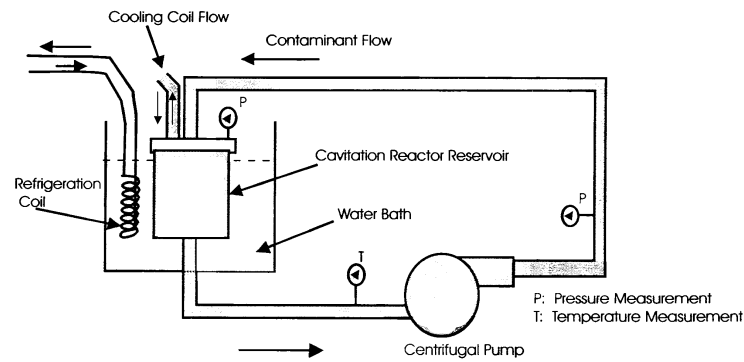 Cooling Coil Flow
Contaminant Flow
P
Cavitation Reactor Reservoir
Refrigeration
Coil
P
Water Bath
T
P: Pressure Measurement
T: Temperature Measurement
Centrifugal Pump